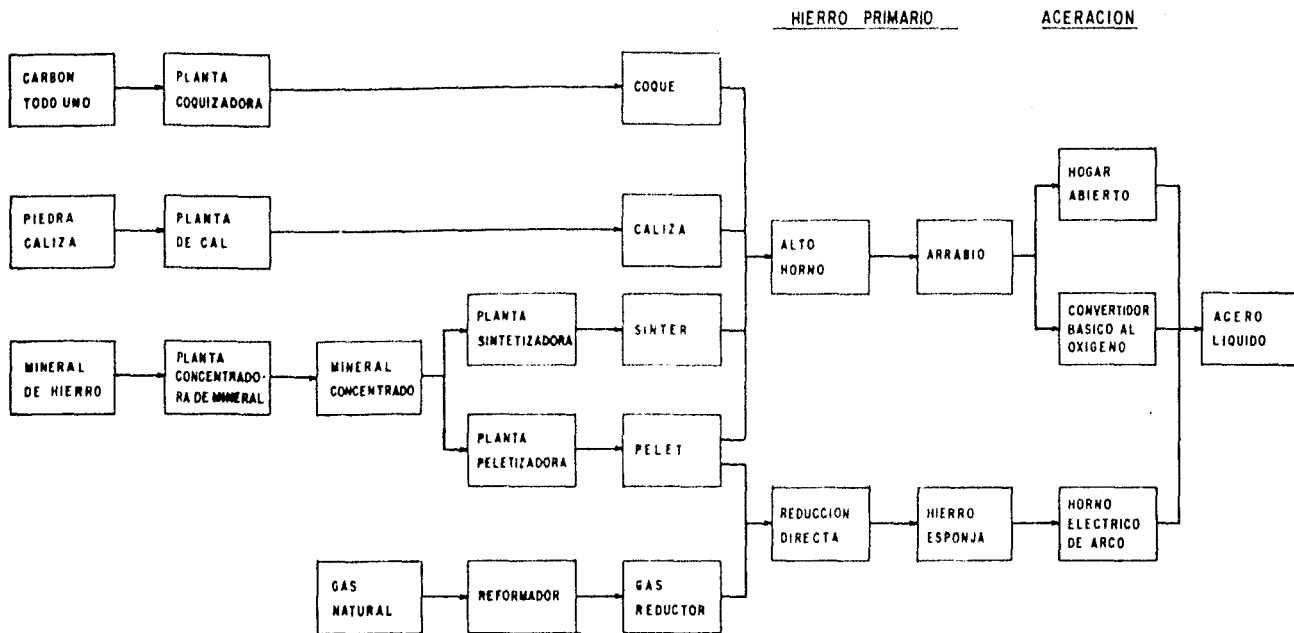 HIERRO PRIMARIO
ACERACION
CARBON
TODO UNO
PLANTA
COQUIZADORA
COQUE
PIEDRA
CALIZA
PLANTA
DE CAL
CALIZA
MINERAL
DE HIERRO
PLANTA
CONCENTRADO-
RA DE MINERAL
MINERAL
CONCENTRADO
PLANTA
SINTETIZADORA
SINTER
PLANTA
PELETIZADORA
PELET
GAS
NATURAL
REFORMADOR
GAS
REDUCTOR
ALTO
HORNO
ARRABIO
HOGAR
ABIERTO
CONVERTIDOR
BASICO AL
OXIGENO
ACERO
LIQUIDO
REDUCCION
DIRECTA
HIERRO
ESPONJA
HORNO
ELECTRICO
DE ARCO